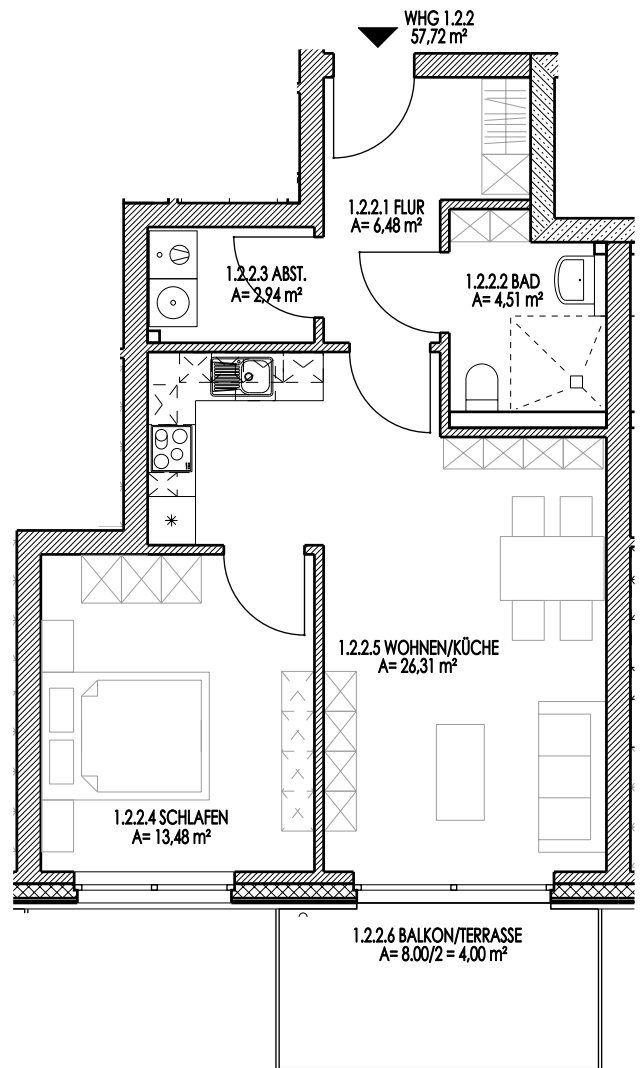 WHG 1.2.2
57,72 m²
1.2.2.1 FLUR
A= 6,48 m²
1.2.2.3 ABST.
A= 2,94 m²
1.2.2.2 BAD
A= 4,51 m²
1.2.2.5 WOHNEN/KÜCHE
A= 26,31 m²
1.2.2.4 SCHLAFEN
A= 13,48 m²
1.2.2.6 BALKON/TERRASSE
A= 8.00/2 = 4,00 m²